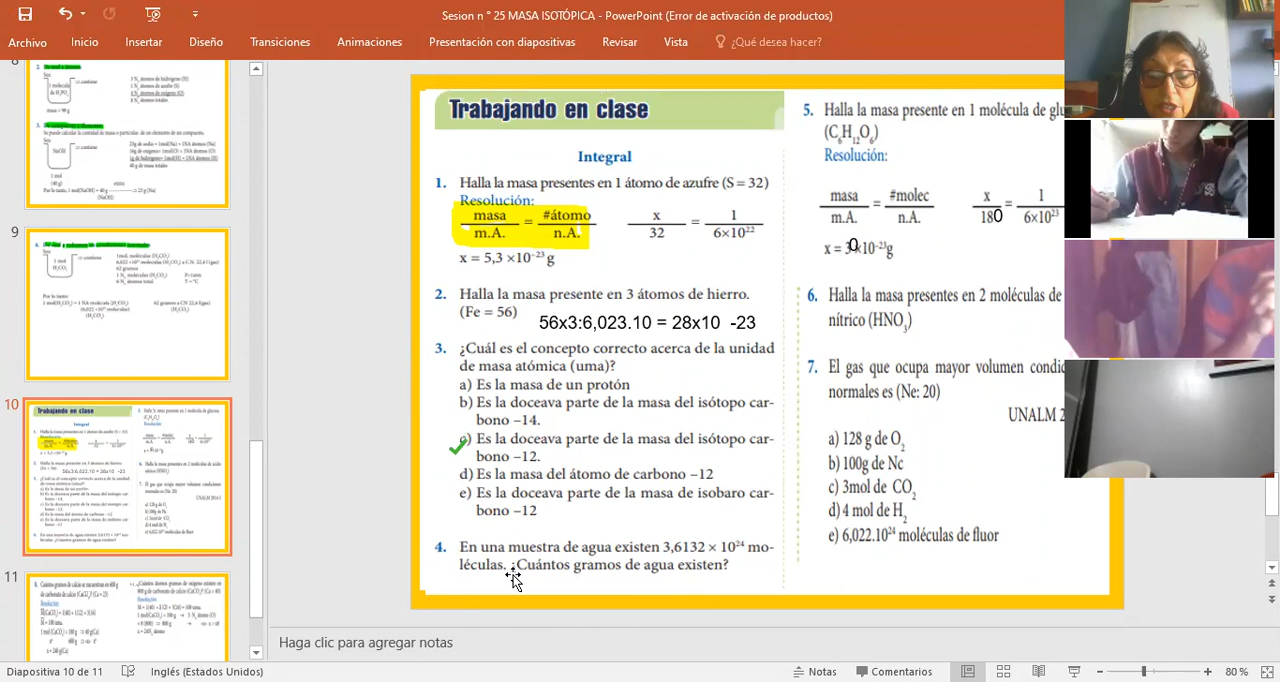 Sesion n ° 25 MASA ISOTÓPICA - PowerPoint (Error de activación de productos)
Archivo Inicio Insertar Diseño Transiciones Animaciones Presentación con diapositivas Revisar Vista ¿Qué desea hacer?
9
10
11
Trabajando en clase
Integral
1. Halla la masa presentes en 1 átomo de azufre (S = 32)
Resolución:
masa/m.A. = #átomo/n.A. x/32 = 1/6×10²²
x = 5,3 ×10⁻²³ g
2. Halla la masa presente en 3 átomos de hierro.
(Fe = 56)
56x3:6,023.10 = 28x10 -23
3. ¿Cuál es el concepto correcto acerca de la unidad
de masa atómica (uma)?
a) Es la masa de un protón
b) Es la doceava parte de la masa del isótopo car-
bono −14.
c) Es la doceava parte de la masa del isótopo car-
bono −12.
d) Es la masa del átomo de carbono −12
e) Es la doceava parte de la masa de isobaro car-
bono −12
4. En una muestra de agua existen 3,6132 × 10²⁴ mo-
léculas. ¿Cuántos gramos de agua existen?
5. Halla la masa presente en 1 molécula de glu
(C₆H₁₂O₆)
Resolución:
masa/m.A. = #molec/n.A. x/180 = 1/6×10²³
x = 30×10⁻²³g
6. Halla la masa presentes en 2 moléculas de
nítrico (HNO₃)
7. El gas que ocupa mayor volumen condi
normales es (Ne: 20)
UNALM 2
a) 128 g de O₂
b) 100g de Nc
c) 3mol de CO₂
d) 4 mol de H₂
e) 6,022.10²⁴ moléculas de fluor
Haga clic para agregar notas
Diapositiva 10 de 11 Inglés (Estados Unidos) Notas Comentarios 80 %